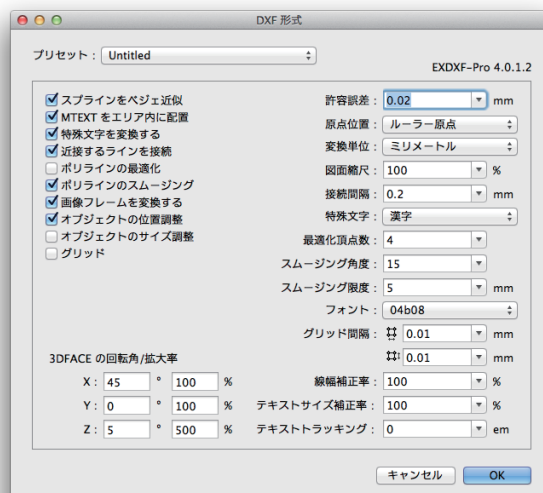 DXF 形式
プリセット： Untitled
EXDXF-Pro 4.0.1.2
スプラインをベジェ近似
MTEXT をエリア内に配置
特殊文字を変換する
近接するラインを接続
ポリラインの最適化
ポリラインのスムージング
画像フレームを変換する
オブジェクトの位置調整
オブジェクトのサイズ調整
グリッド
許容誤差： 0.02 mm
原点位置： ルーラー原点
変換単位： ミリメートル
図面縮尺： 100 %
接続間隔： 0.2 mm
特殊文字： 漢字
最適化頂点数： 4
スムージング角度： 15
スムージング限度： 5 mm
フォント： 04b08
グリッド間隔： 0.01 mm
0.01 mm
3DFACE の回転角/拡大率
X： 45 ° 100 %
Y： 0 ° 100 %
Z： 5 ° 500 %
線幅補正率： 100 %
テキストサイズ補正率： 100 %
テキストトラッキング： 0 em
キャンセル
OK